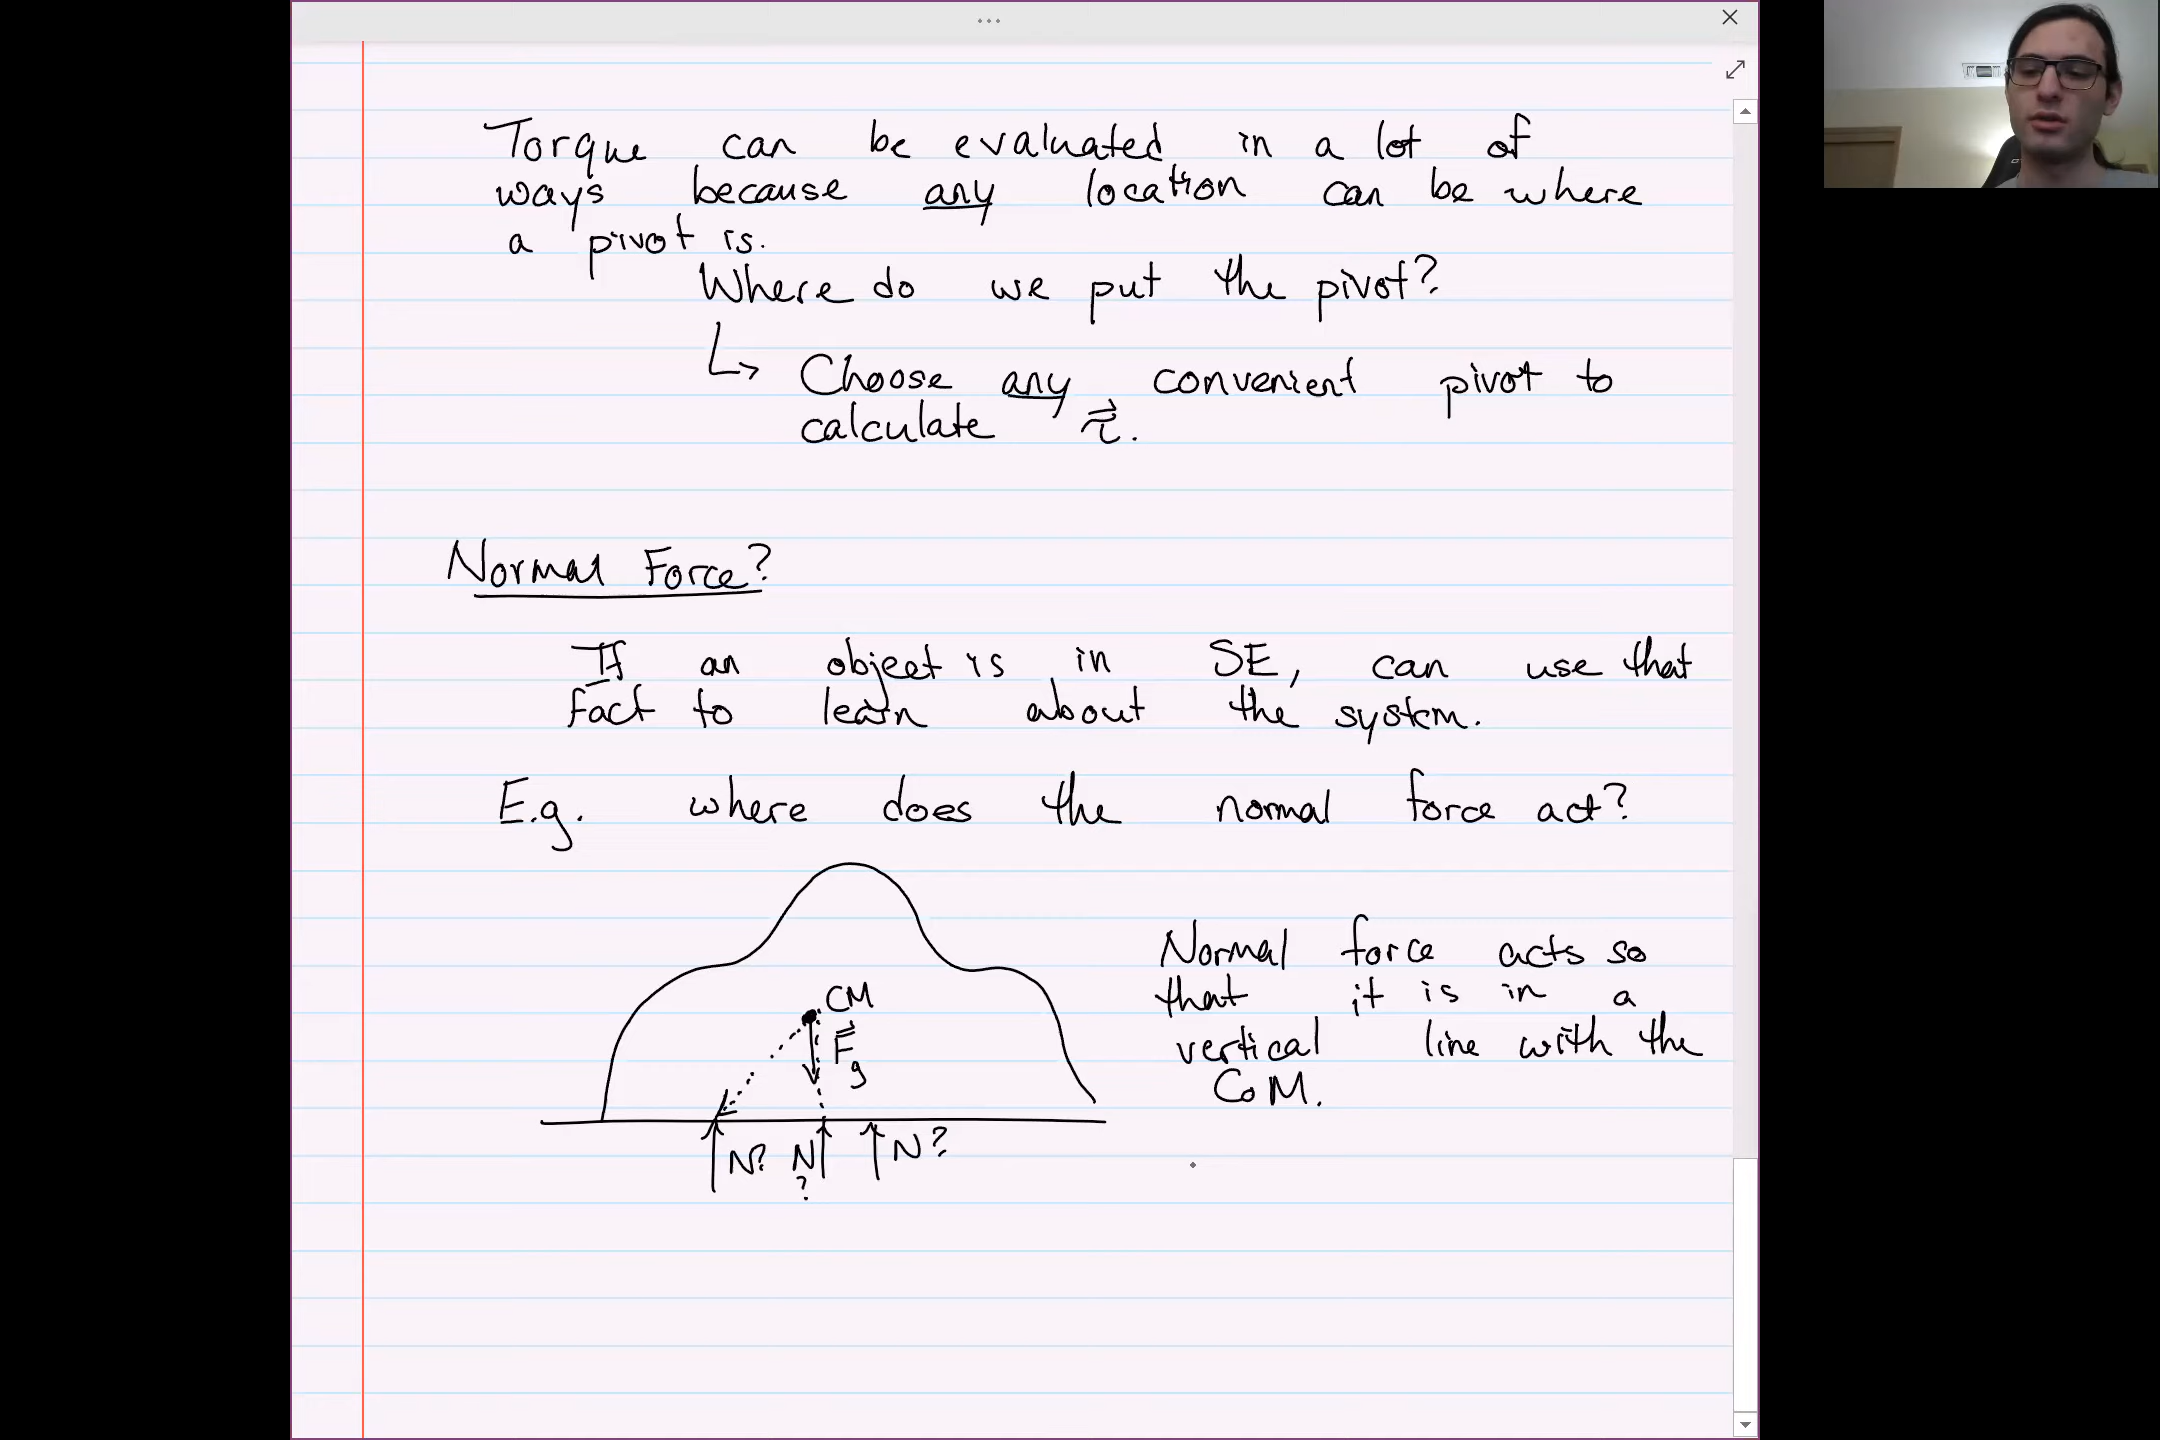 Torque can be evaluated in a lot of
ways because any location can be where
a pivot is.
Where do we put the pivot?
↳ Choose any convenient pivot to
calculate τ⃗.
Normal Force?
If an object is in SE, can use that
fact to learn about the system.
E.g. where does the normal force act?
CM
F⃗g
N? N? N?
Normal force acts so
that it is in a
vertical line with the
CoM.